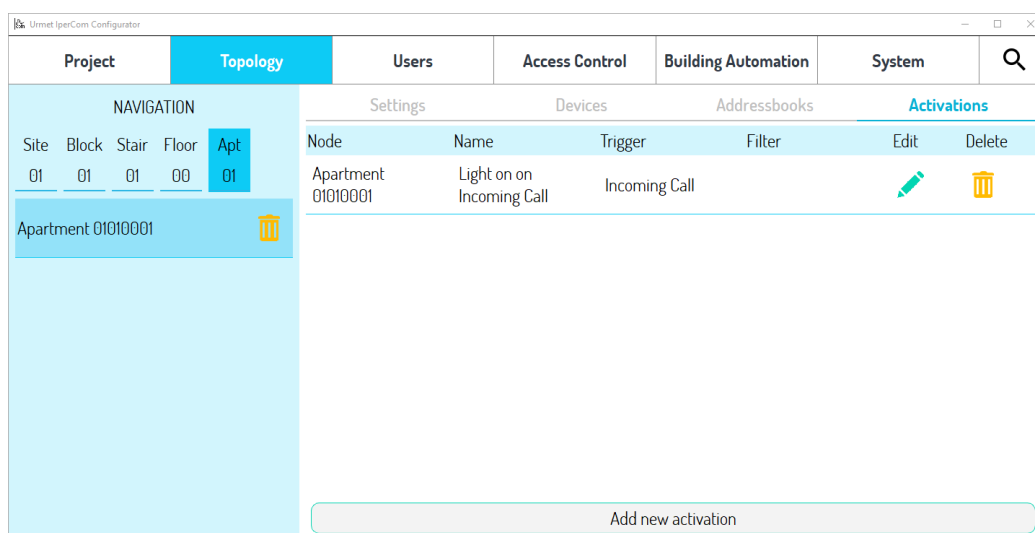 Urmet IperCom Configurator
Project Topology Users Access Control Building Automation System
NAVIGATION
Site Block Stair Floor Apt
01 01 01 00 01
Apartment 01010001
Settings Devices Addressbooks Activations
Node Name Trigger Filter Edit Delete
Apartment
01010001
Light on on
Incoming Call
Incoming Call
Add new activation